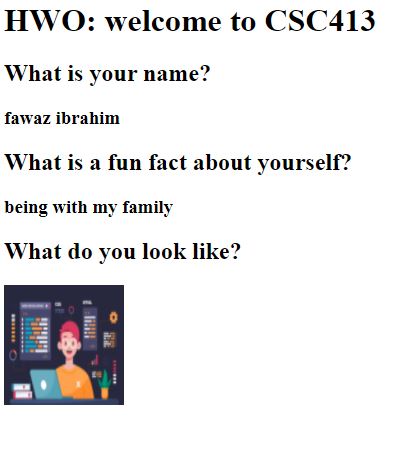 HWO: welcome to CSC413
What is your name?
fawaz ibrahim
What is a fun fact about yourself?
being with my family
What do you look like?